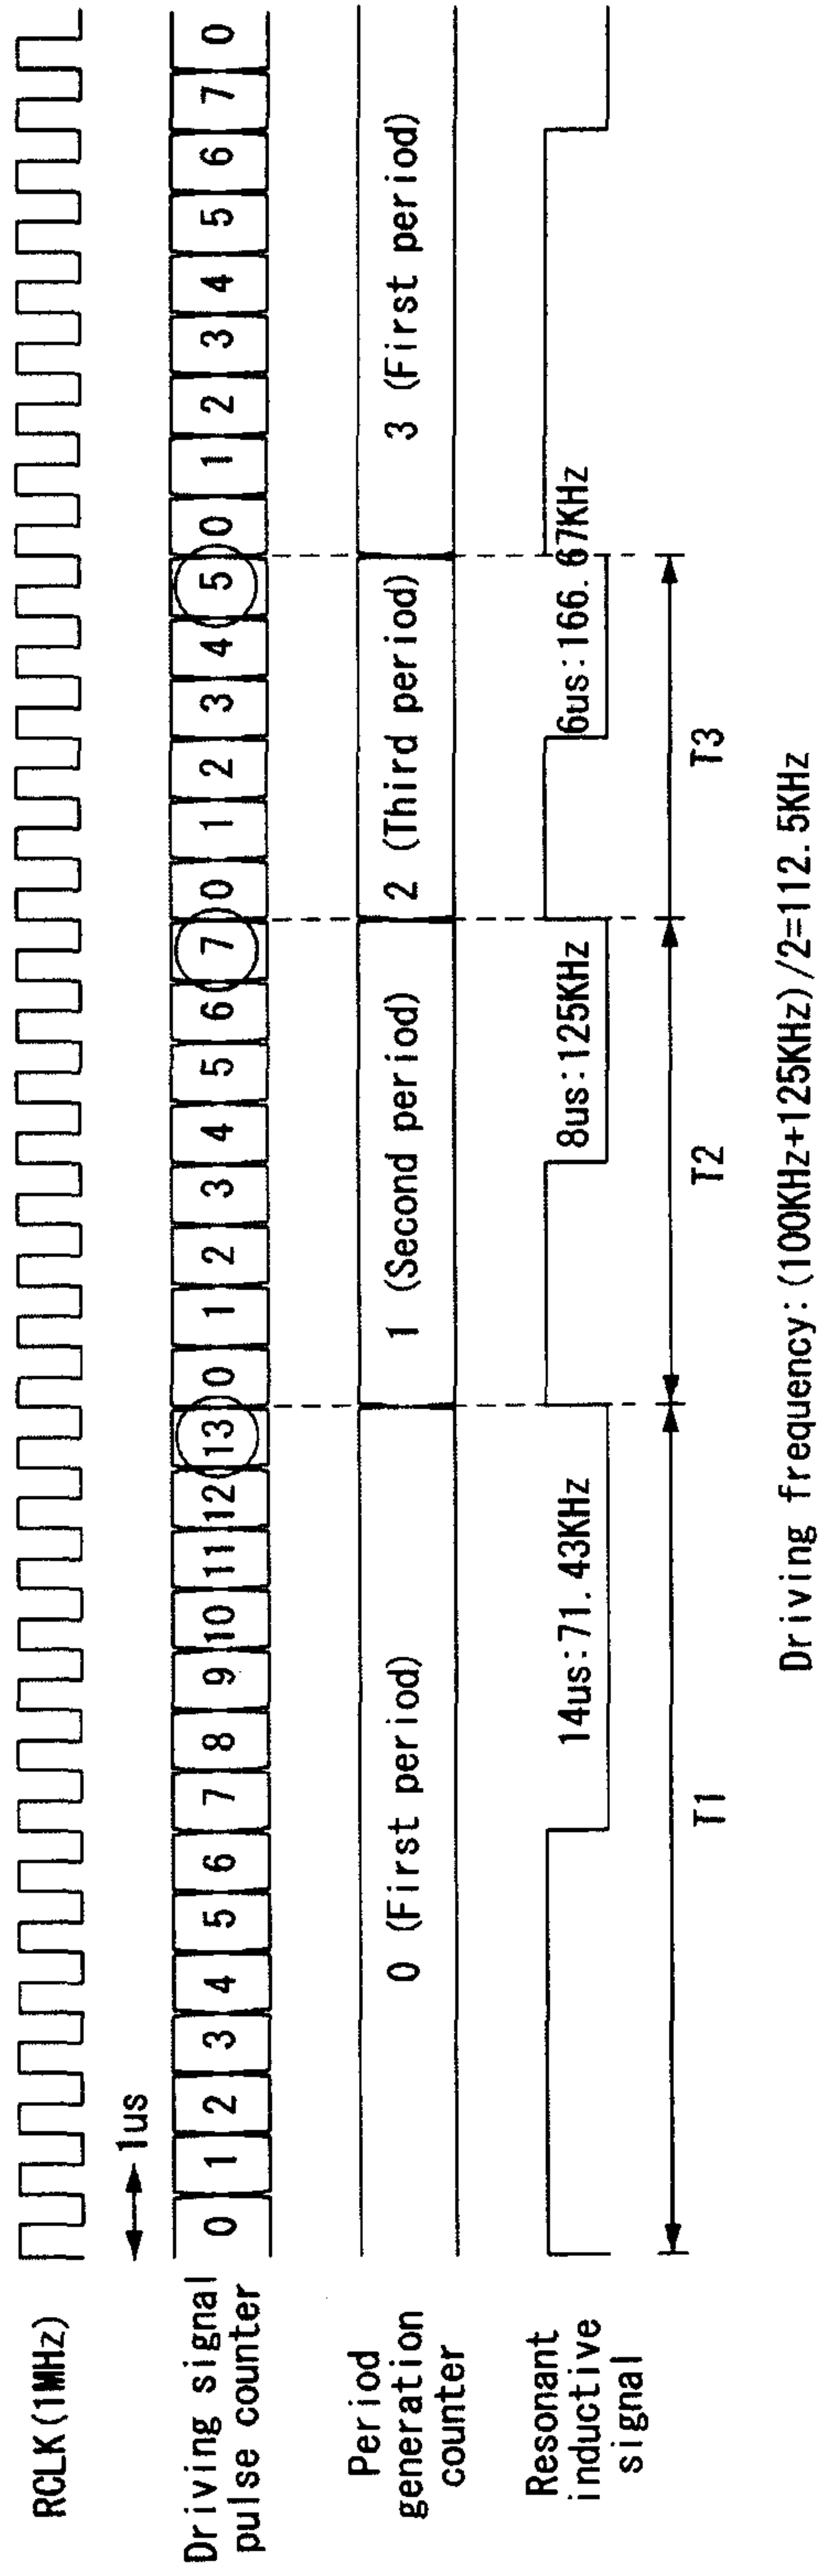 RCLK(1MHz)
1us
Driving signal
pulse counter
0 1 2 3 4 5 6 7 8 9 10 11 12 13 0 1 2 3 4 5 6 7 0 1 2 3 4 5 0 1 2 3 4 5 6 7 0
Period
generation
counter
0 (First period) 1 (Second period) 2 (Third period) 3 (First period)
Resonant
inductive
signal
14us:71.43KHz 8us:125KHz 6us:166.67KHz
T1 T2 T3
Driving frequency:(100KHz+125KHz)/2=112.5KHz